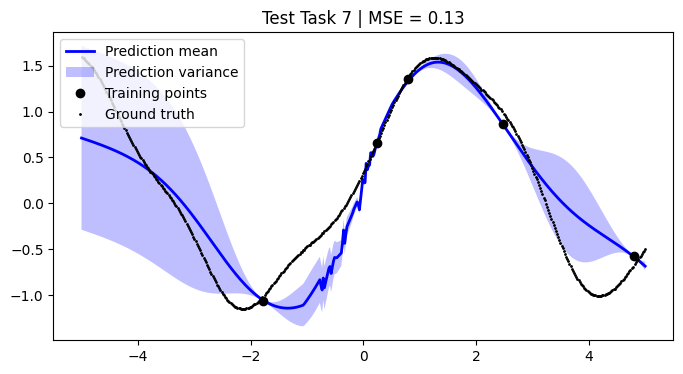 Test Task 7 | MSE = 0.13
Prediction mean
Prediction variance
Training points
Ground truth
1.5
1.0
0.5
0.0
−0.5
−1.0
−4
−2
0
2
4